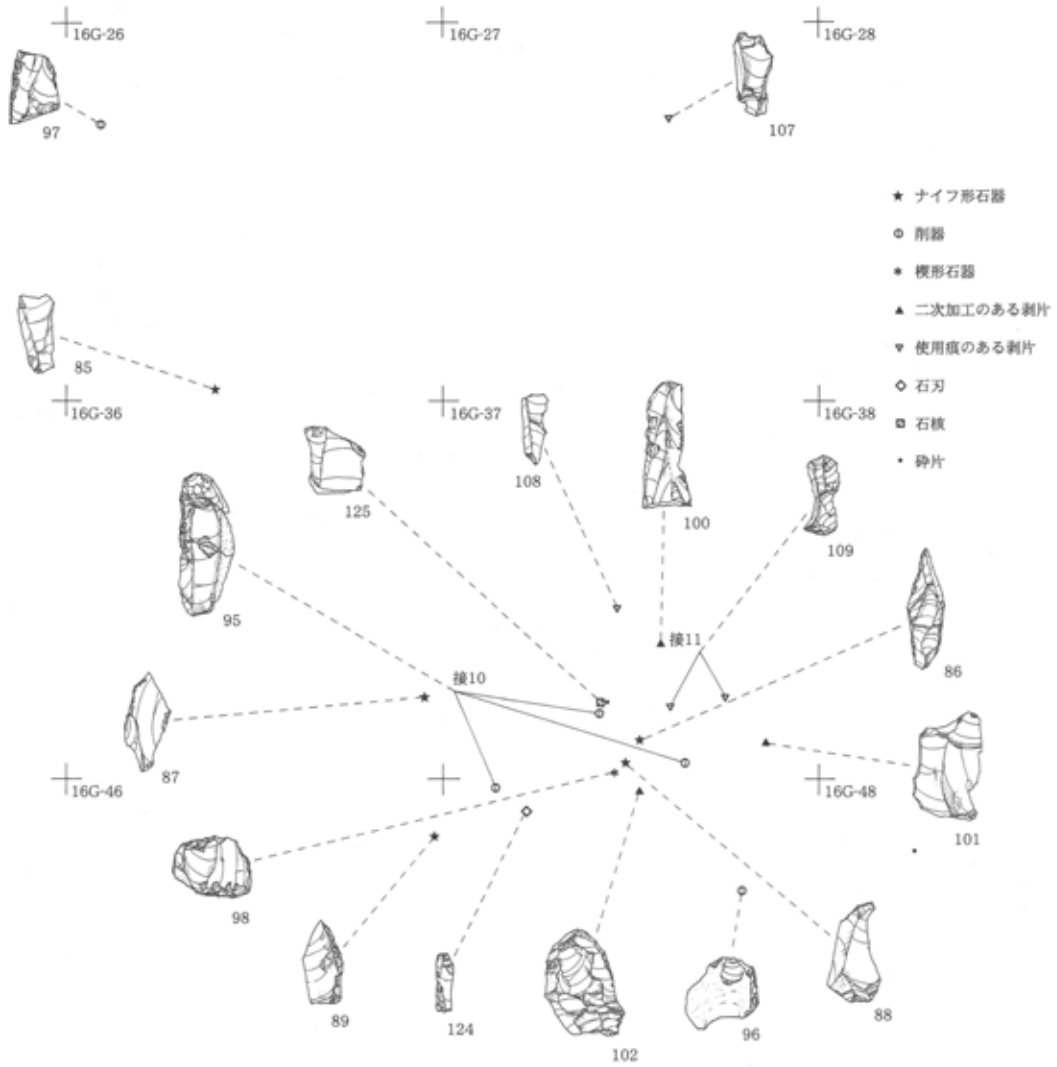 16G-26
16G-27
16G-28
97
107
★ ナイフ形石器
削器
* 楔形石器
▲ 二次加工のある剥片
▽ 使用痕のある剥片
◇ 石刃
石核
• 砕片
85
16G-36
16G-37
16G-38
125
108
100
109
95
接11
86
接10
87
16G-46
16G-48
101
98
89
124
102
96
88